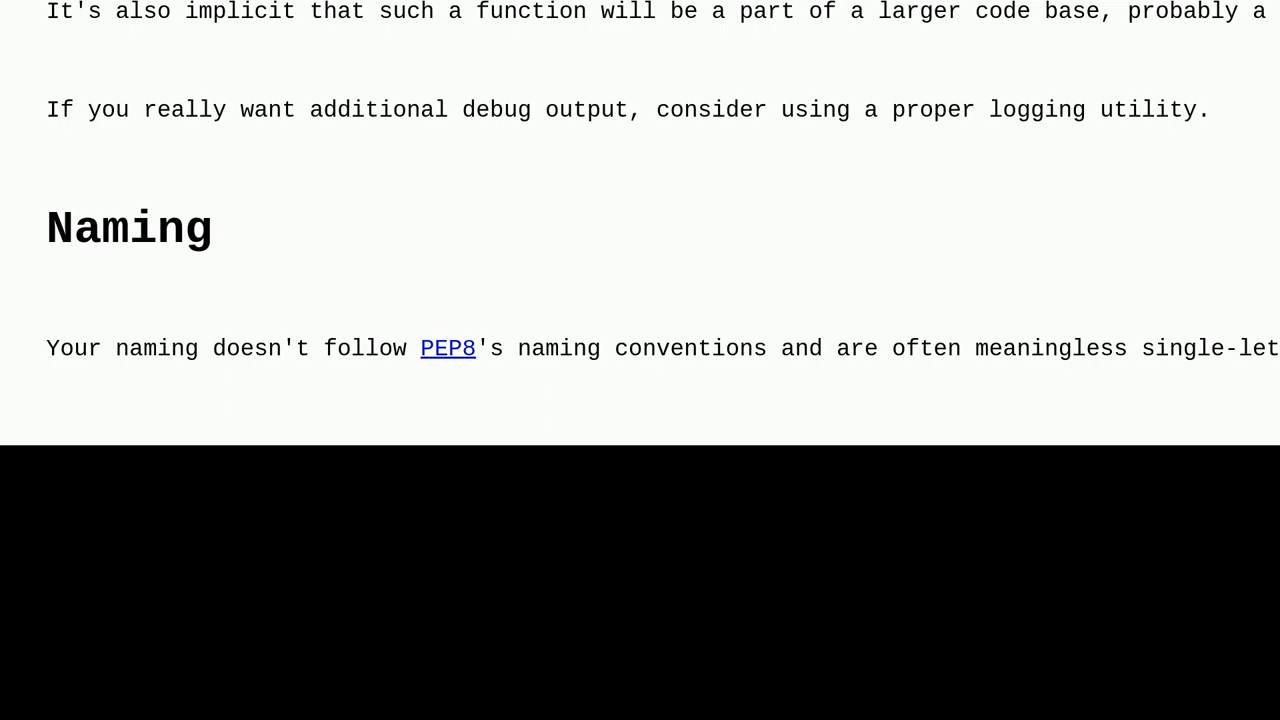 It's also implicit that such a function will be a part of a larger code base, probably a
If you really want additional debug output, consider using a proper logging utility.
Naming
Your naming doesn't follow PEP8's naming conventions and are often meaningless single-let